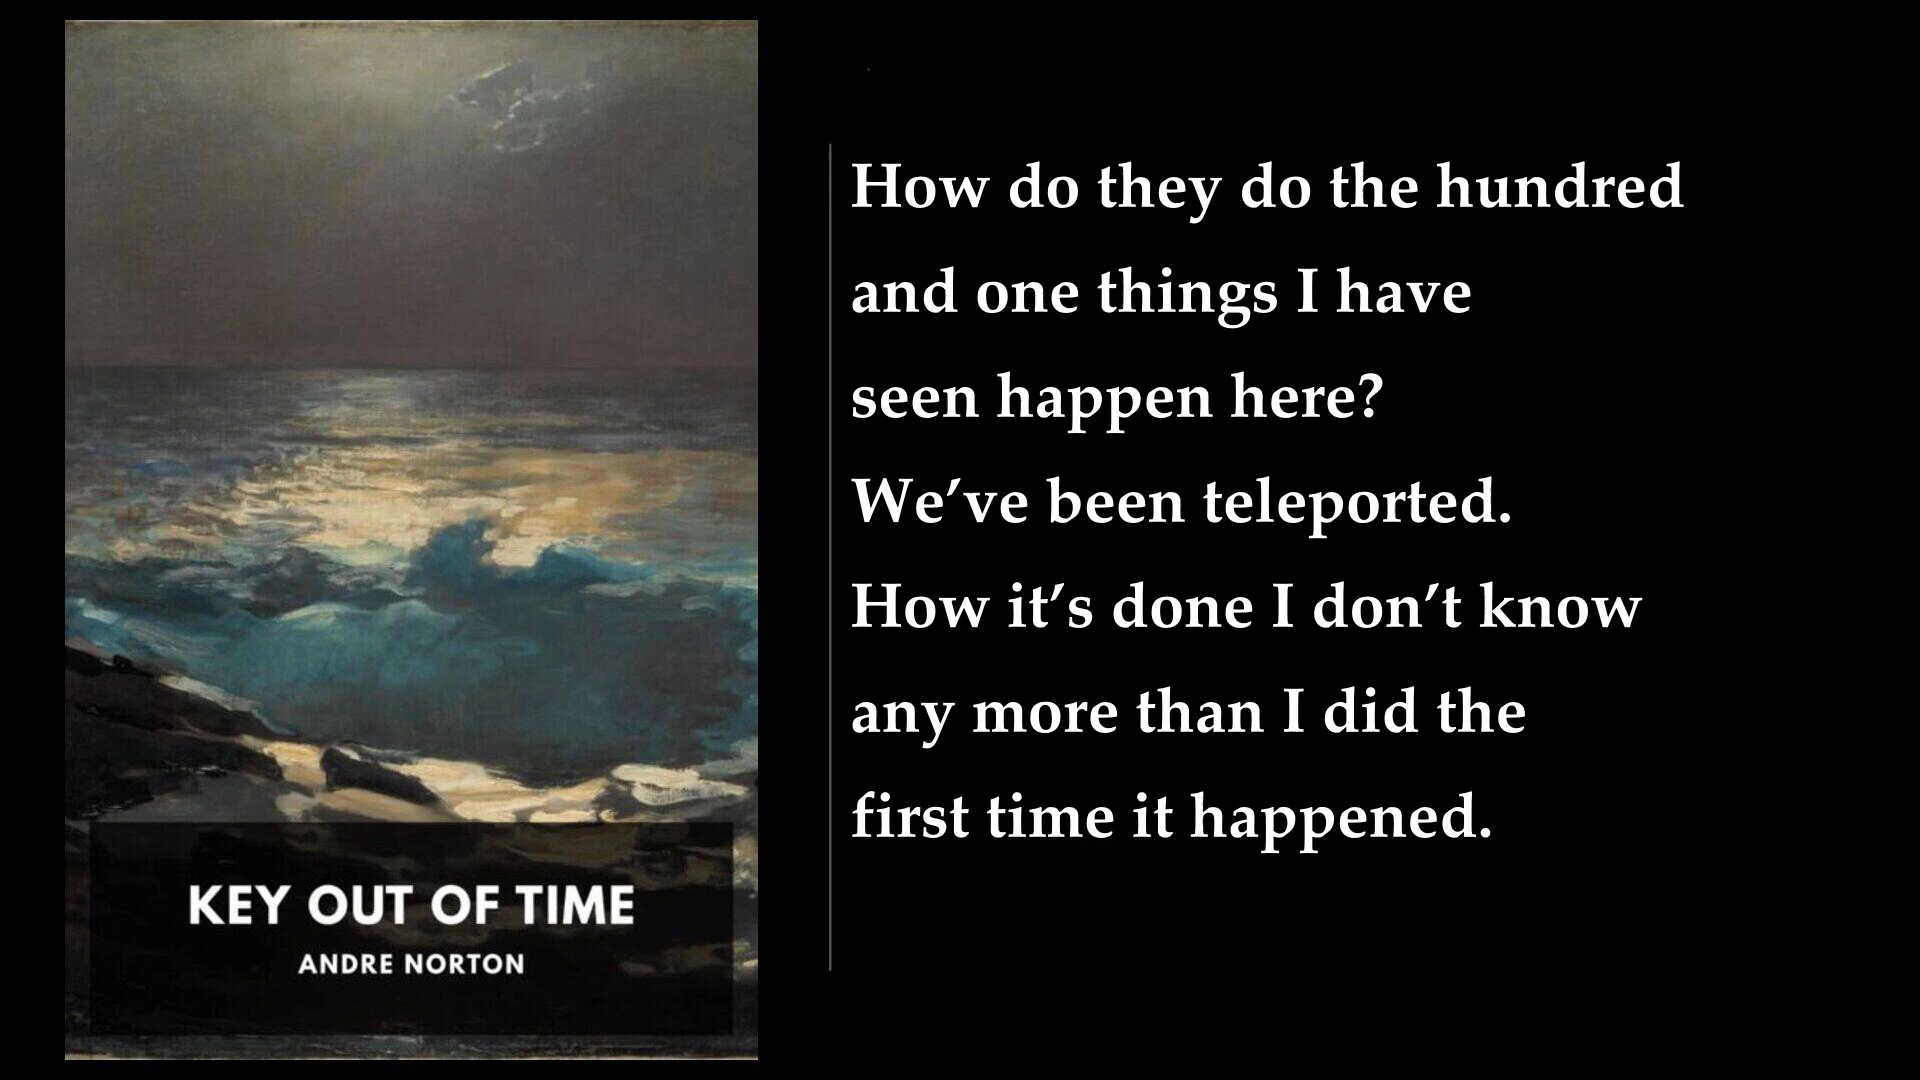 KEY OUT OF TIME
ANDRE NORTON
How do they do the hundred
and one things I have
seen happen here?
We’ve been teleported.
How it’s done I don’t know
any more than I did the
first time it happened.